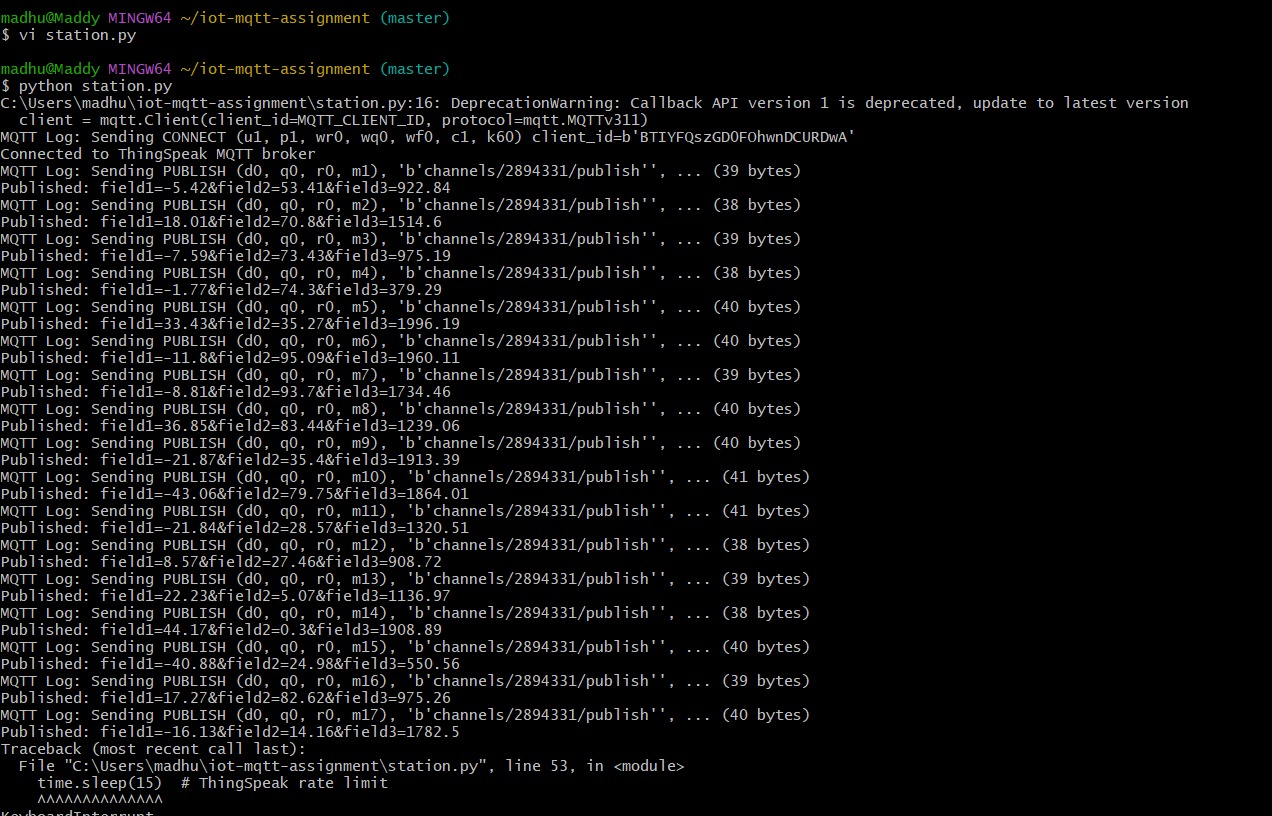 madhu@Maddy MINGW64 ~/iot-mqtt-assignment (master)
$ vi station.py
madhu@Maddy MINGW64 ~/iot-mqtt-assignment (master)
$ python station.py
C:\Users\madhu\iot-mqtt-assignment\station.py:16: DeprecationWarning: Callback API version 1 is deprecated, update to latest version
  client = mqtt.Client(client_id=MQTT_CLIENT_ID, protocol=mqtt.MQTTv311)
MQTT Log: Sending CONNECT (u1, p1, wr0, wq0, wf0, c1, k60) client_id=b'BTIYFQszGDOFOhwnDCURDwA'
Connected to ThingSpeak MQTT broker
MQTT Log: Sending PUBLISH (d0, q0, r0, m1), 'b'channels/2894331/publish'', ... (39 bytes)
Published: field1=-5.42&field2=53.41&field3=922.84
MQTT Log: Sending PUBLISH (d0, q0, r0, m2), 'b'channels/2894331/publish'', ... (38 bytes)
Published: field1=18.01&field2=70.8&field3=1514.6
MQTT Log: Sending PUBLISH (d0, q0, r0, m3), 'b'channels/2894331/publish'', ... (39 bytes)
Published: field1=-7.59&field2=73.43&field3=975.19
MQTT Log: Sending PUBLISH (d0, q0, r0, m4), 'b'channels/2894331/publish'', ... (38 bytes)
Published: field1=-1.77&field2=74.3&field3=379.29
MQTT Log: Sending PUBLISH (d0, q0, r0, m5), 'b'channels/2894331/publish'', ... (40 bytes)
Published: field1=33.43&field2=35.27&field3=1996.19
MQTT Log: Sending PUBLISH (d0, q0, r0, m6), 'b'channels/2894331/publish'', ... (40 bytes)
Published: field1=-11.8&field2=95.09&field3=1960.11
MQTT Log: Sending PUBLISH (d0, q0, r0, m7), 'b'channels/2894331/publish'', ... (39 bytes)
Published: field1=-8.81&field2=93.7&field3=1734.46
MQTT Log: Sending PUBLISH (d0, q0, r0, m8), 'b'channels/2894331/publish'', ... (40 bytes)
Published: field1=36.85&field2=83.44&field3=1239.06
MQTT Log: Sending PUBLISH (d0, q0, r0, m9), 'b'channels/2894331/publish'', ... (40 bytes)
Published: field1=-21.87&field2=35.4&field3=1913.39
MQTT Log: Sending PUBLISH (d0, q0, r0, m10), 'b'channels/2894331/publish'', ... (41 bytes)
Published: field1=-43.06&field2=79.75&field3=1864.01
MQTT Log: Sending PUBLISH (d0, q0, r0, m11), 'b'channels/2894331/publish'', ... (41 bytes)
Published: field1=-21.84&field2=28.57&field3=1320.51
MQTT Log: Sending PUBLISH (d0, q0, r0, m12), 'b'channels/2894331/publish'', ... (38 bytes)
Published: field1=8.57&field2=27.46&field3=908.72
MQTT Log: Sending PUBLISH (d0, q0, r0, m13), 'b'channels/2894331/publish'', ... (39 bytes)
Published: field1=22.23&field2=5.07&field3=1136.97
MQTT Log: Sending PUBLISH (d0, q0, r0, m14), 'b'channels/2894331/publish'', ... (38 bytes)
Published: field1=44.17&field2=0.3&field3=1908.89
MQTT Log: Sending PUBLISH (d0, q0, r0, m15), 'b'channels/2894331/publish'', ... (40 bytes)
Published: field1=-40.88&field2=24.98&field3=550.56
MQTT Log: Sending PUBLISH (d0, q0, r0, m16), 'b'channels/2894331/publish'', ... (39 bytes)
Published: field1=17.27&field2=82.62&field3=975.26
MQTT Log: Sending PUBLISH (d0, q0, r0, m17), 'b'channels/2894331/publish'', ... (40 bytes)
Published: field1=-16.13&field2=14.16&field3=1782.5
Traceback (most recent call last):
  File "C:\Users\madhu\iot-mqtt-assignment\station.py", line 53, in <module>
    time.sleep(15)  # ThingSpeak rate limit
    ^^^^^^^^^^^^^^
KeyboardInterrupt